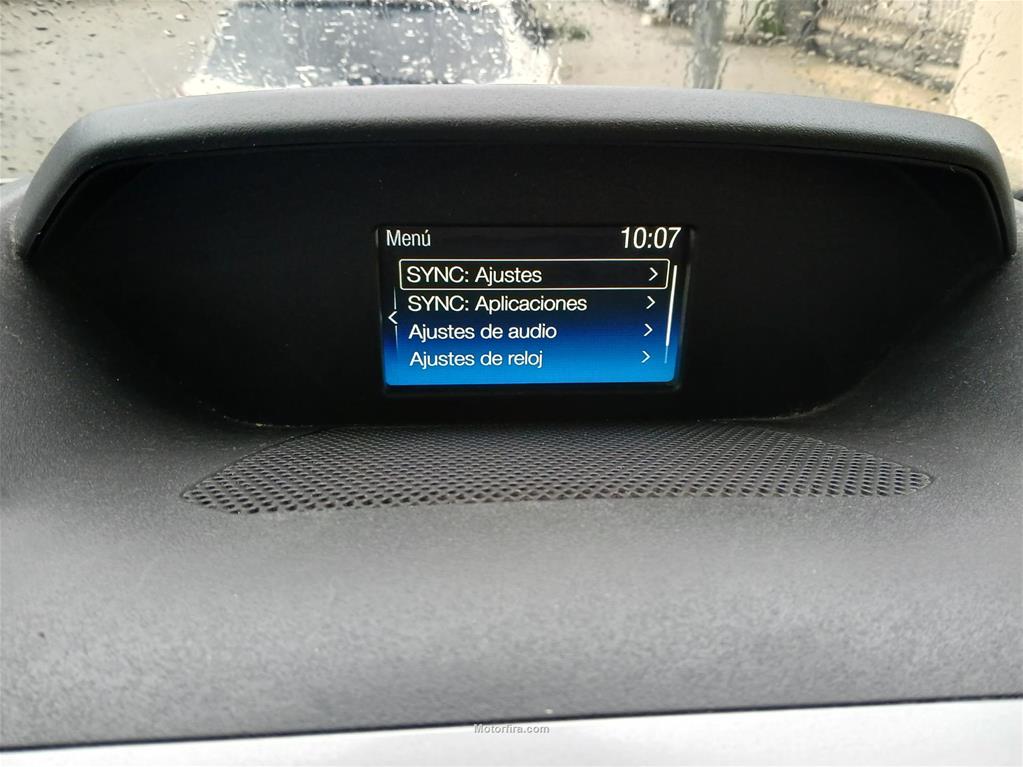 Menú 10:07
SYNC: Ajustes
SYNC: Aplicaciones
Ajustes de audio
Ajustes de reloj
Motorfira.com